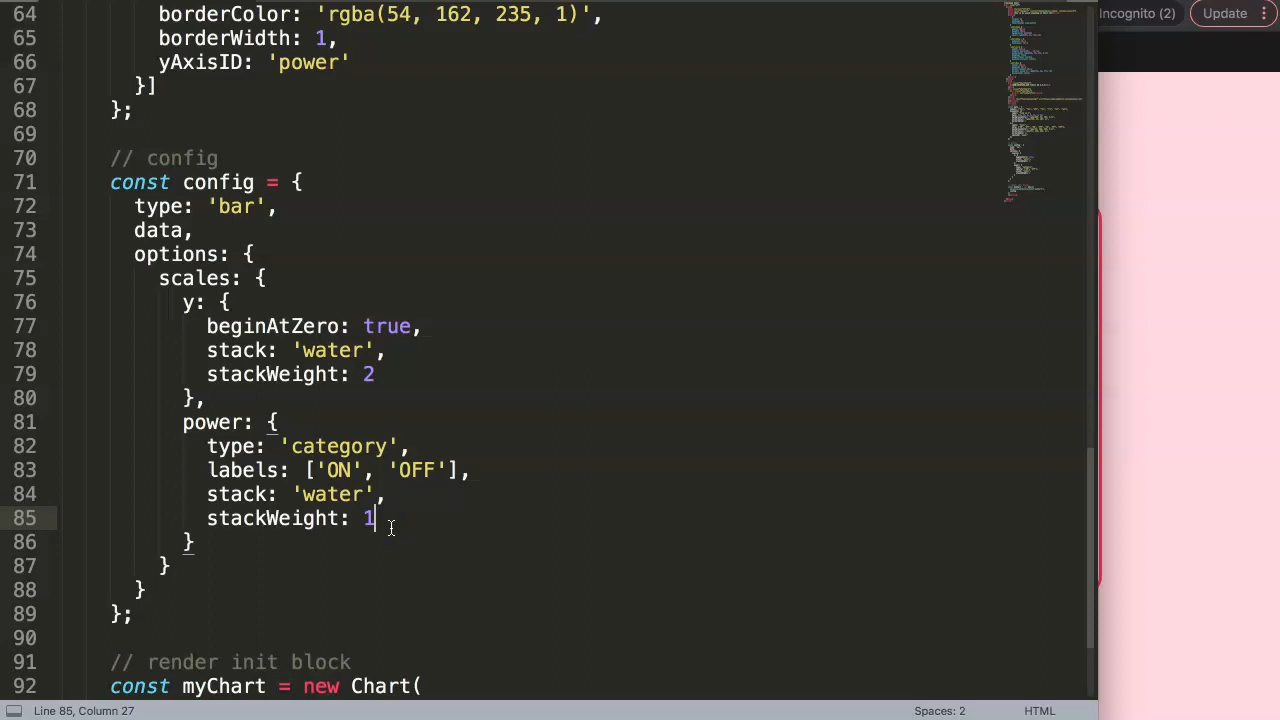 64 borderColor: 'rgba(54, 162, 235, 1)',
65 borderWidth: 1,
66 yAxisID: 'power'
67 }]
68 };
69
70 // config
71 const config = {
72 type: 'bar',
73 data,
74 options: {
75 scales: {
76 y: {
77 beginAtZero: true,
78 stack: 'water',
79 stackWeight: 2
80 },
81 power: {
82 type: 'category',
83 labels: ['ON', 'OFF'],
84 stack: 'water',
85 stackWeight: 1
86 }
87 }
88 }
89 };
90
91 // render init block
92 const myChart = new Chart(
Incognito (2) Update
Line 85, Column 27 Spaces: 2 HTML